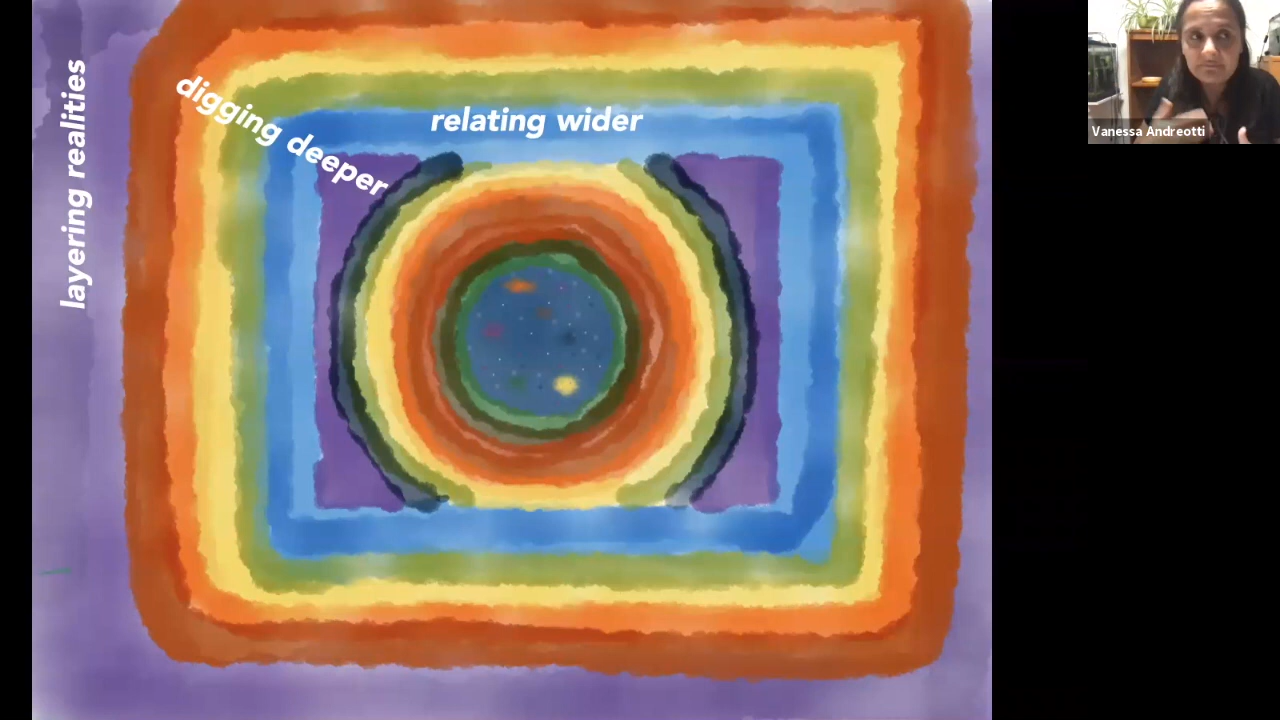 layering realities
digging deeper
relating wider
Vanessa Andreotti